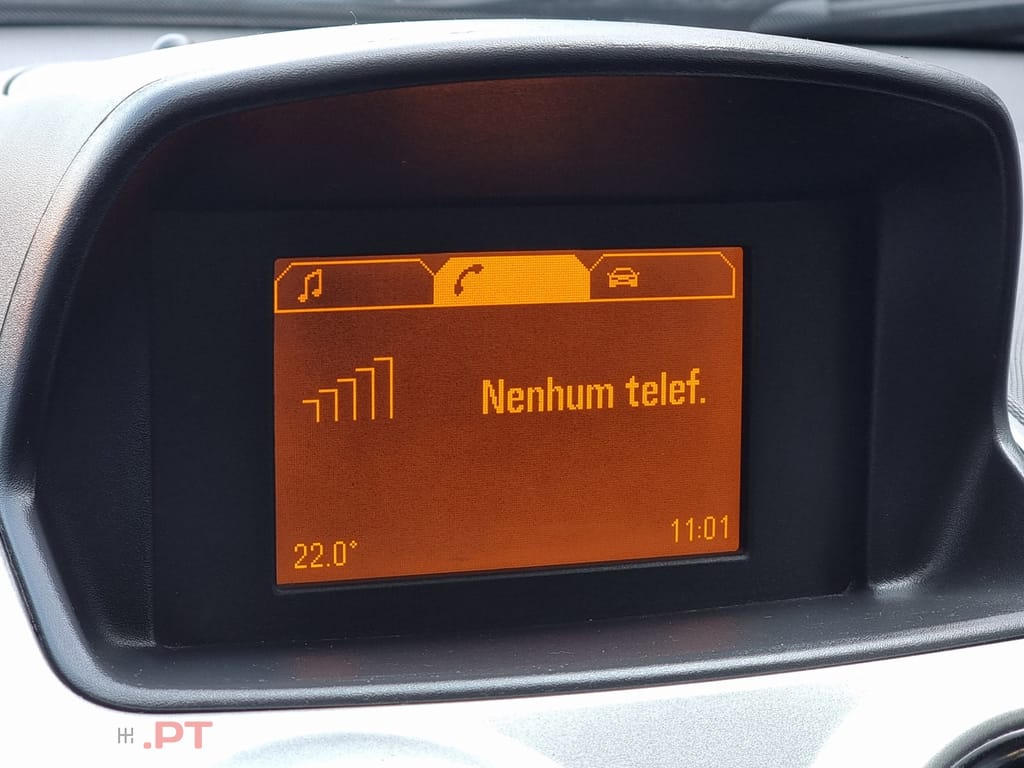 Nenhum telef.
22.0°
11:01
.PT